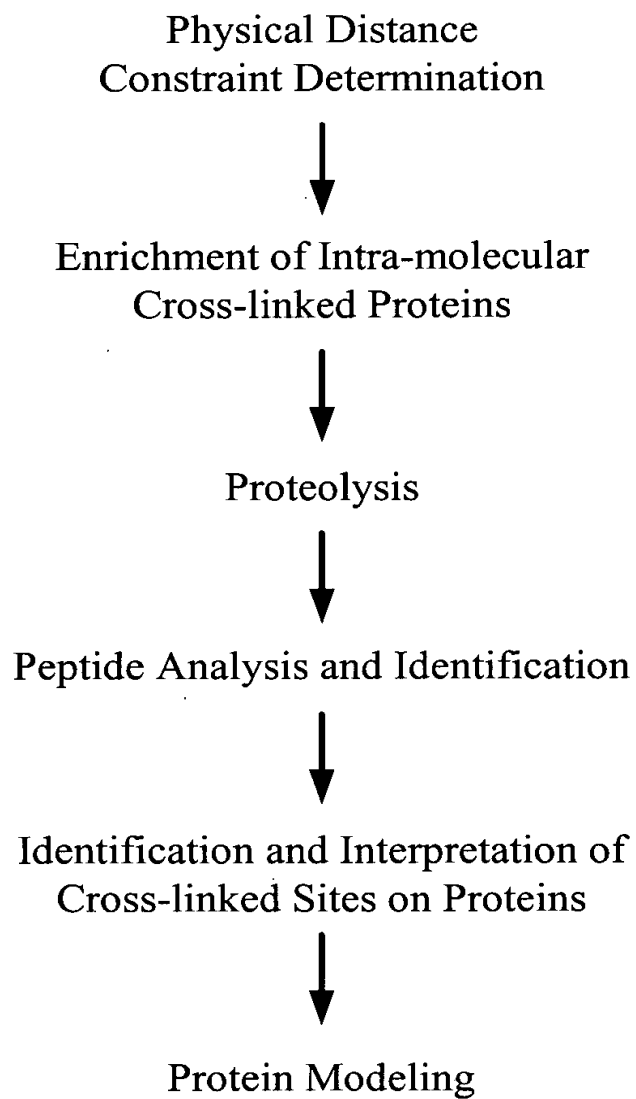 Physical Distance
Constraint Determination
Enrichment of Intra-molecular
Cross-linked Proteins
Proteolysis
Peptide Analysis and Identification
Identification and Interpretation of
Cross-linked Sites on Proteins
Protein Modeling